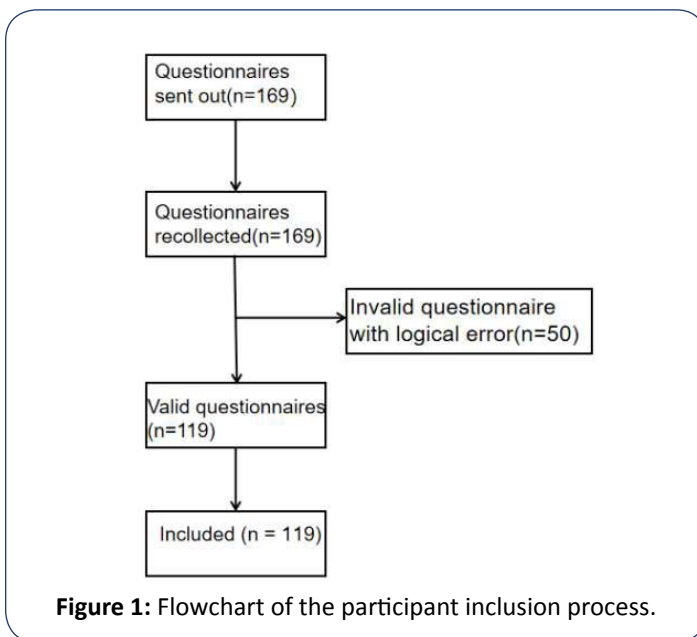 Questionnaires
sent out(n=169)
Questionnaires
recollected(n=169)
Invalid questionnaire
with logical error(n=50)
Valid questionnaires
(n=119)
Included (n = 119)
Figure 1: Flowchart of the participant inclusion process.